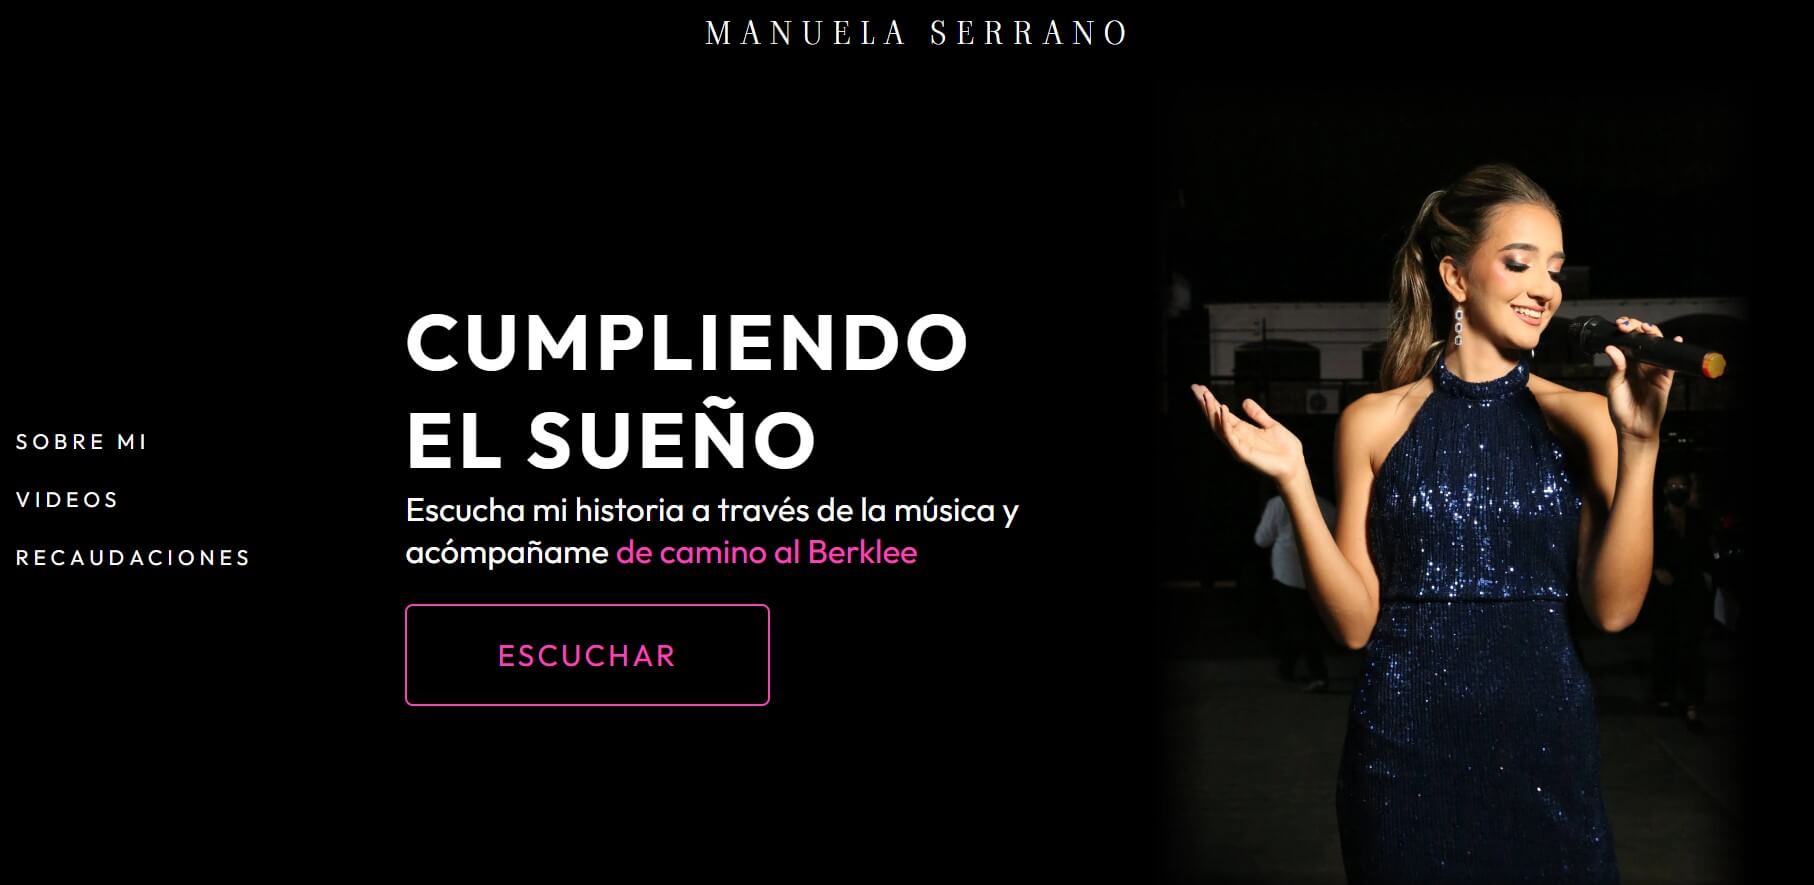 MANUELA SERRANO
SOBRE MI
VIDEOS
RECAUDACIONES
CUMPLIENDO
EL SUEÑO
Escucha mi historia a través de la música y
acómpañame de camino al Berklee
ESCUCHAR